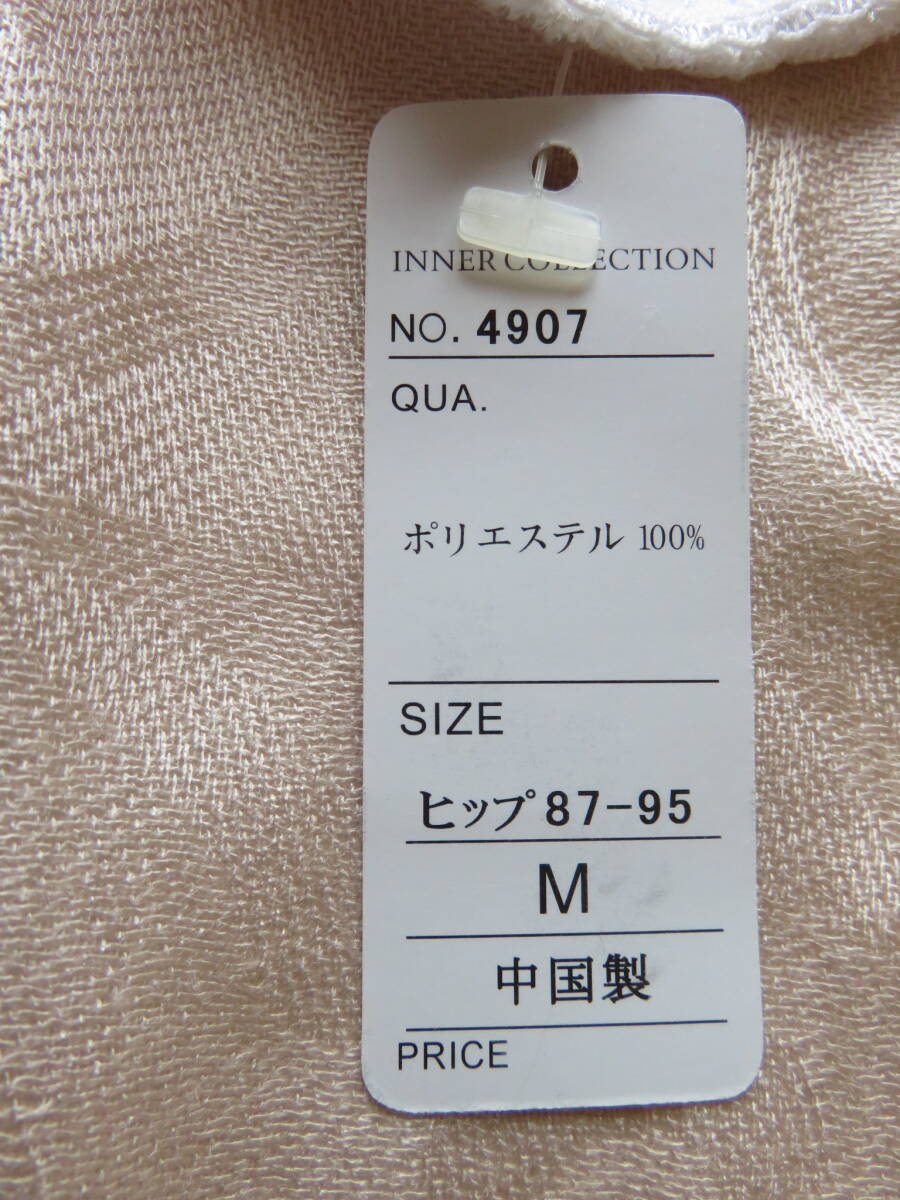 INNER COLLECTION
NO. 4907
QUA.
ポリエステル 100%
SIZE
ヒップ 87-95
M
中国製
PRICE